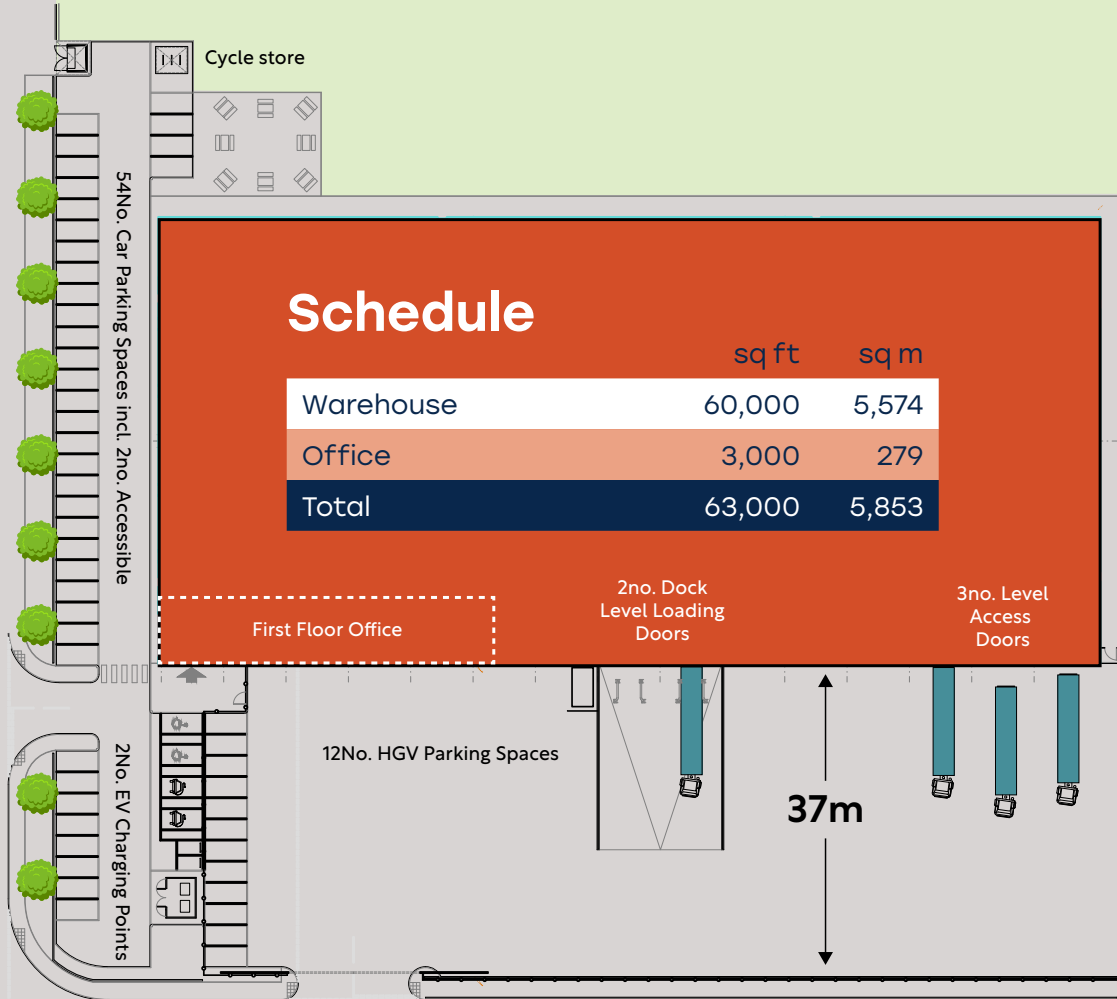 Cycle store
54No. Car Parking Spaces incl. 2no. Accessible
Schedule
sq ft sq m
Warehouse 60,000 5,574
Office 3,000 279
Total 63,000 5,853
First Floor Office
2no. Dock
Level Loading
Doors
3no. Level
Access
Doors
2No. EV Charging Points
12No. HGV Parking Spaces
37m